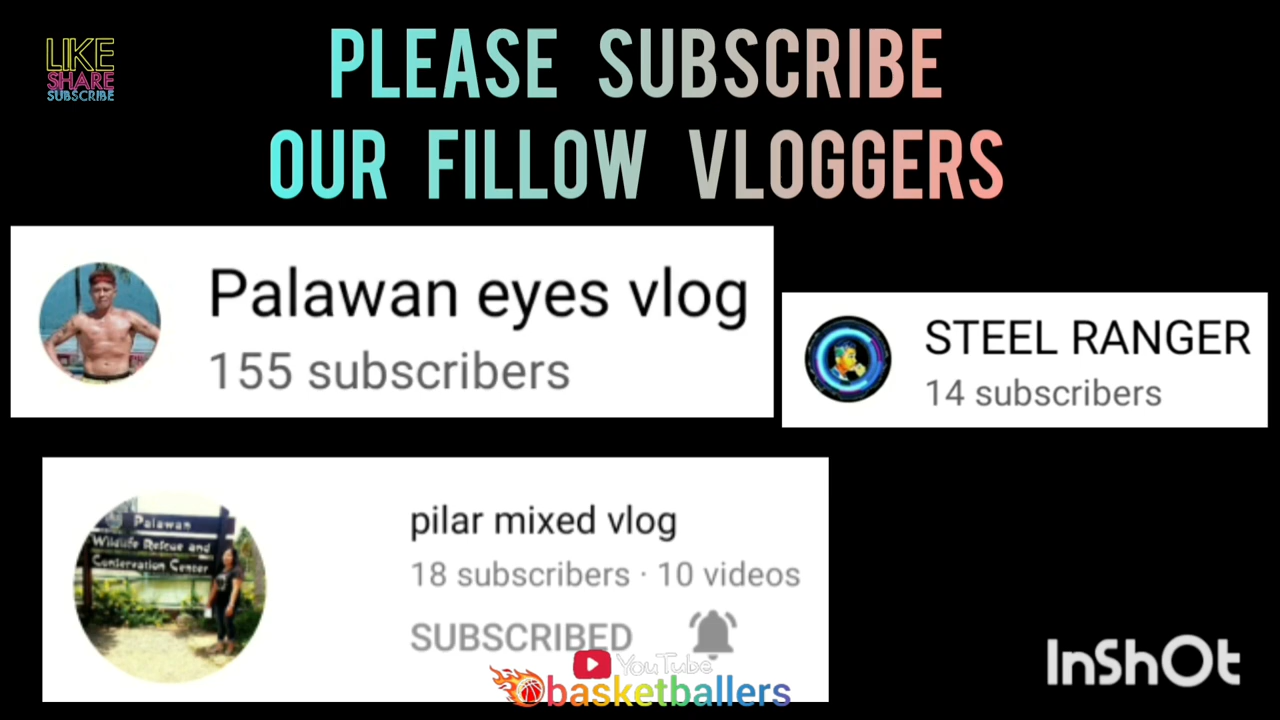 LIKE
SHARE
SUBSCRIBE
PLEASE SUBSCRIBE
OUR FILLOW VLOGGERS
Palawan eyes vlog
155 subscribers
STEEL RANGER
14 subscribers
Palawan
Wildlife Rescue and
Conservation Center
pilar mixed vlog
18 subscribers · 10 videos
SUBSCRIBED
YouTube
basketballers
InShOt